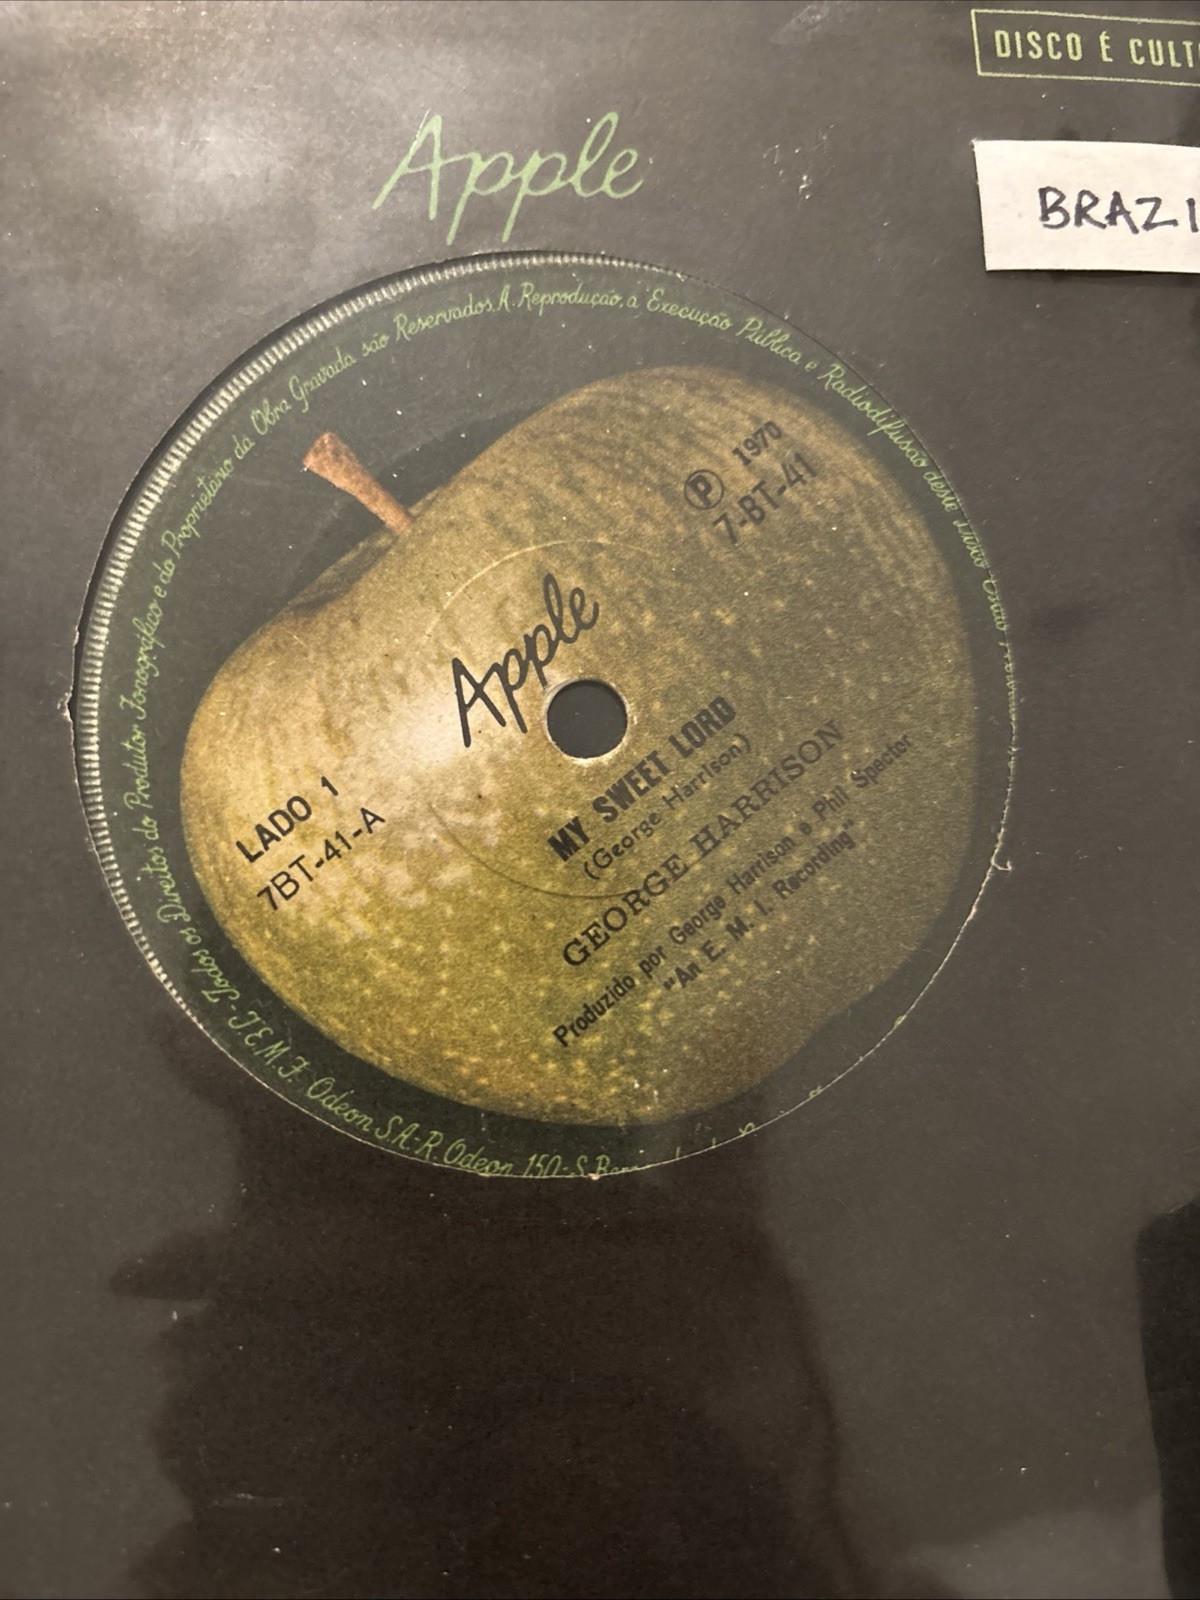 DISCO É CULT
Apple
BRAZI
Todos os Direitos do Produtor Fonográfico e do Proprietário da Obra Gravada são Reservados. A Reprodução, a Execução Pública e Radiodifusão deste
℗ 1970
7-BT-41
Apple
LADO 1
7BT-41-A
MY SWEET LORD
(George Harrison)
GEORGE HARRISON
Produzido por George Harrison e Phil Spector
"An E. M. I. Recording"
Odeon S.A.-R. Odeon 150-S.